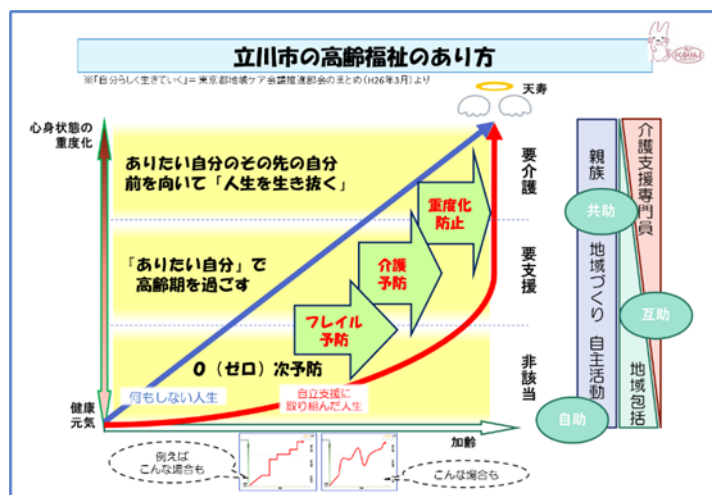 立川市の高齢福祉のあり方
※『自分らしく生きていく』=東京都地域ケア会議推進部会のまとめ(H26年3月)より
天寿
心身状態の
重度化
ありたい自分のその先の自分
前を向いて「人生を生き抜く」
「ありたい自分」で
高齢期を過ごす
0(ゼロ)次予防
重度化
防止
介護
予防
フレイル
予防
何もしない人生
自立支援に
取り組んだ人生
健康
元気
加齢
要介護
要支援
非該当
親族
地域づくり
自主活動
介護支援専門員
地域包括
共助
互助
自助
例えば
こんな場合も
こんな場合も